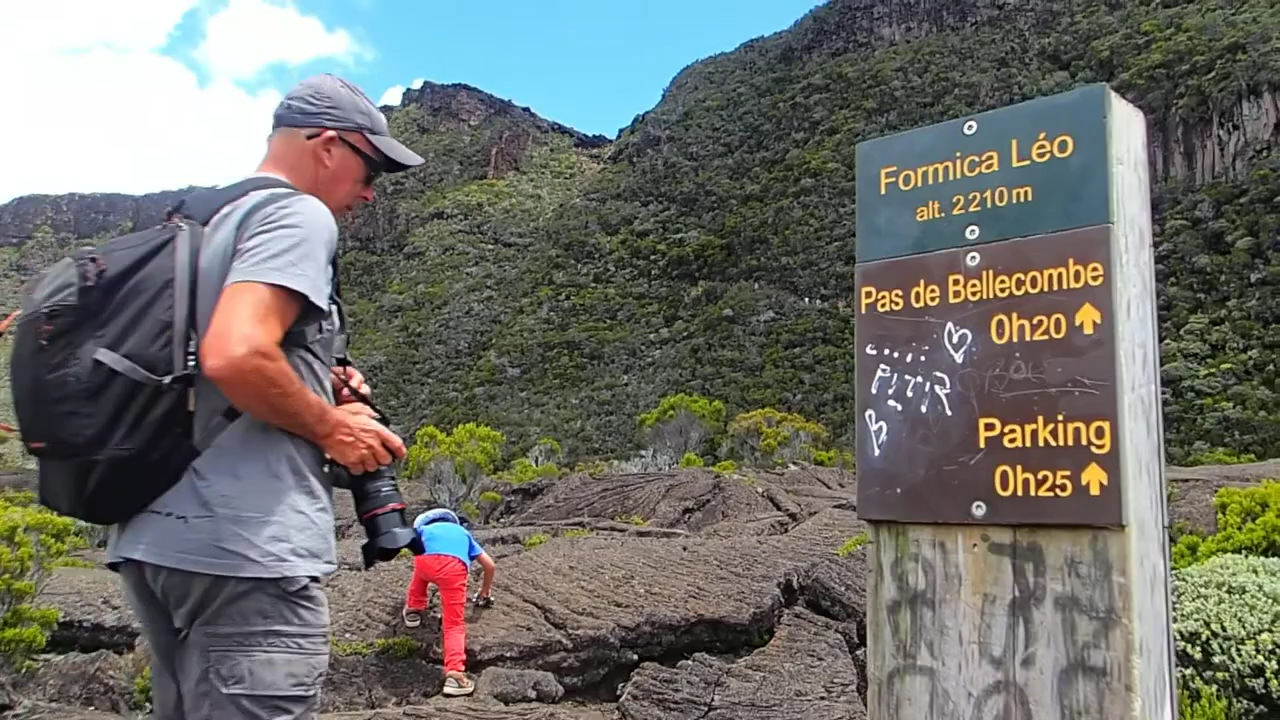 Formica Léo
alt. 2210 m
Pas de Bellecombe
0h20
Parking
0h25